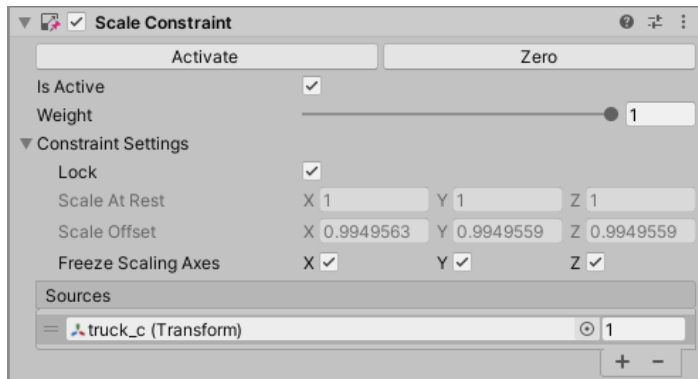 Scale Constraint
Activate Zero
Is Active
Weight 1
Constraint Settings
Lock
Scale At Rest X 1 Y 1 Z 1
Scale Offset X 0.9949563 Y 0.9949559 Z 0.9949559
Freeze Scaling Axes X Y Z
Sources
truck_c (Transform) 1
+ −